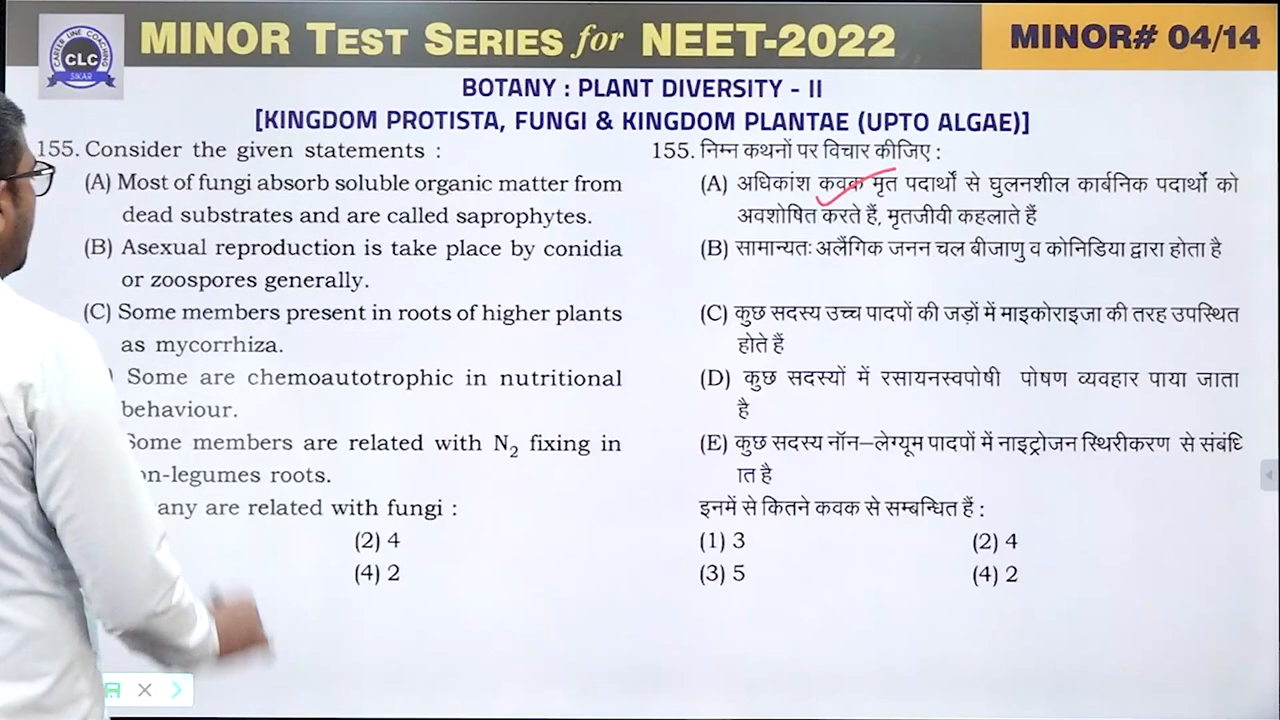 MINOR TEST SERIES for NEET-2022
MINOR# 04/14
CAREER LINE COACHING
CLC
SIKAR
BOTANY : PLANT DIVERSITY - II
[KINGDOM PROTISTA, FUNGI & KINGDOM PLANTAE (UPTO ALGAE)]
155. Consider the given statements :
(A) Most of fungi absorb soluble organic matter from
dead substrates and are called saprophytes.
(B) Asexual reproduction is take place by conidia
or zoospores generally.
(C) Some members present in roots of higher plants
as mycorrhiza.
) Some are chemoautotrophic in nutritional
behaviour.
Some members are related with N2 fixing in
on-legumes roots.
any are related with fungi :
(2) 4
(4) 2
155. निम्न कथनों पर विचार कीजिए :
(A) अधिकांश कवक मृत पदार्थों से घुलनशील कार्बनिक पदार्थों को
अवशोषित करते हैं, मृतजीवी कहलाते हैं
(B) सामान्यतः अलैंगिक जनन चल बीजाणु व कोनिडिया द्वारा होता है
(C) कुछ सदस्य उच्च पादपों की जड़ों में माइकोराइजा की तरह उपस्थित
होते हैं
(D) कुछ सदस्यों में रसायनस्वपोषी पोषण व्यवहार पाया जाता
है
(E) कुछ सदस्य नॉन–लेग्यूम पादपों में नाइट्रोजन स्थिरीकरण से संबंधि
ात है
इनमें से कितने कवक से सम्बन्धित हैं :
(1) 3 (2) 4
(3) 5 (4) 2